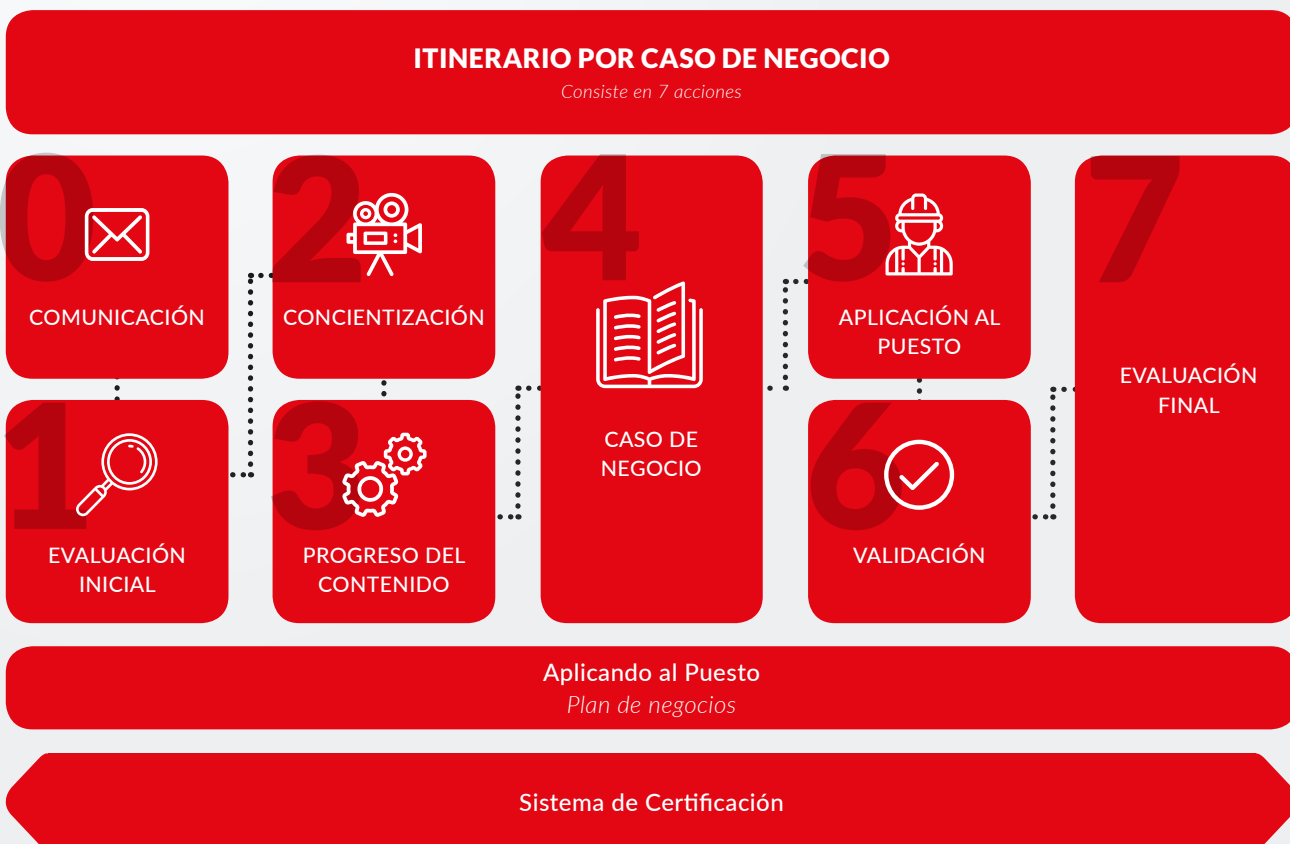 ITINERARIO POR CASO DE NEGOCIO
Consiste en 7 acciones
0
COMUNICACIÓN
1
EVALUACIÓN
INICIAL
2
CONCIENTIZACIÓN
3
PROGRESO DEL
CONTENIDO
4
CASO DE
NEGOCIO
5
APLICACIÓN AL
PUESTO
6
VALIDACIÓN
7
EVALUACIÓN
FINAL
Aplicando al Puesto
Plan de negocios
Sistema de Certificación